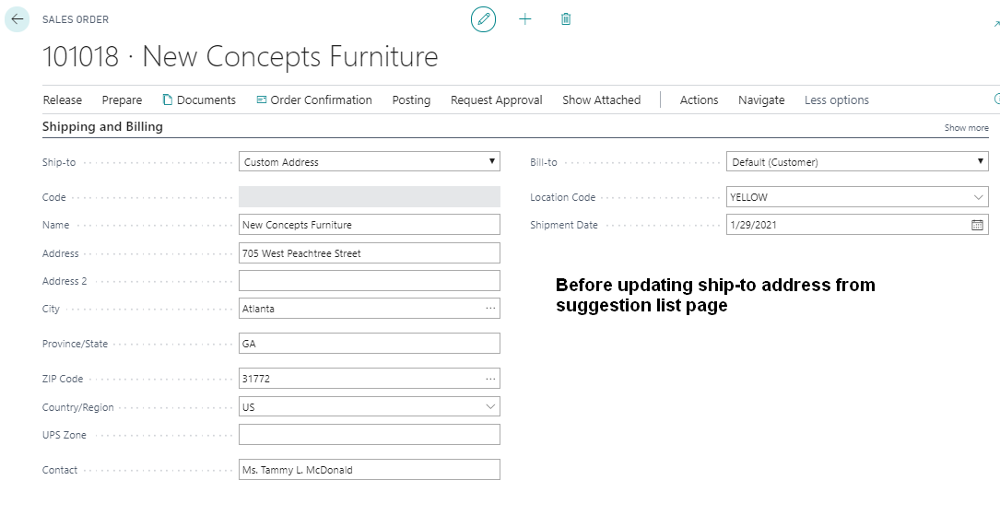 SALES ORDER
101018 · New Concepts Furniture
Release Prepare Documents Order Confirmation Posting Request Approval Show Attached Actions Navigate Less options
Shipping and Billing Show more
Ship-to Custom Address Bill-to Default (Customer)
Code Location Code YELLOW
Name New Concepts Furniture Shipment Date 1/29/2021
Address 705 West Peachtree Street
Address 2
Before updating ship-to address from
suggestion list page
City Atlanta
Province/State GA
ZIP Code 31772
Country/Region US
UPS Zone
Contact Ms. Tammy L. McDonald